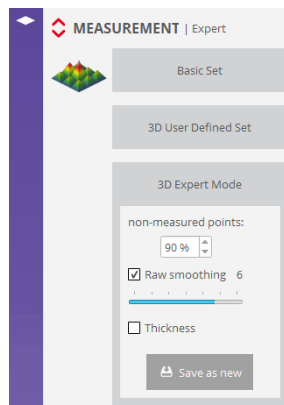 MEASUREMENT | Expert
Basic Set
3D User Defined Set
3D Expert Mode
non-measured points:
90 %
Raw smoothing 6
Thickness
Save as new